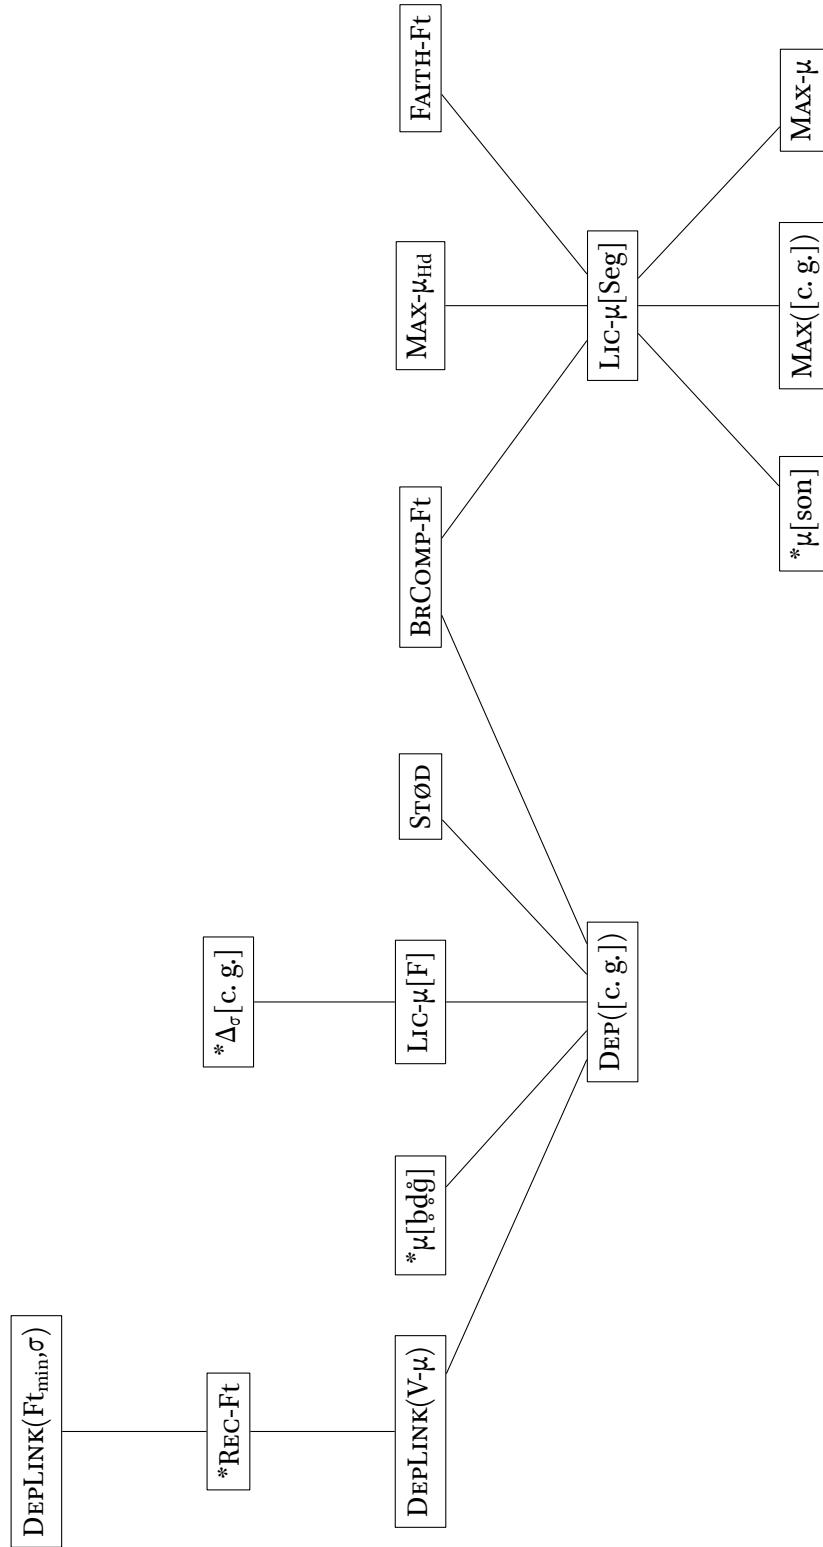 DEPLINK(Ft_min,σ)
*REC-Ft
*Δ_σ[c. g.]
DEPLINK(V-μ)
*μ[b̥d̥g̊]
LIC-μ[F]
STØD
BRCOMP-Ft
MAX-μ_Hd
FAITH-Ft
DEP([c. g.])
LIC-μ[Seg]
*μ[son]
MAX([c. g.])
MAX-μ